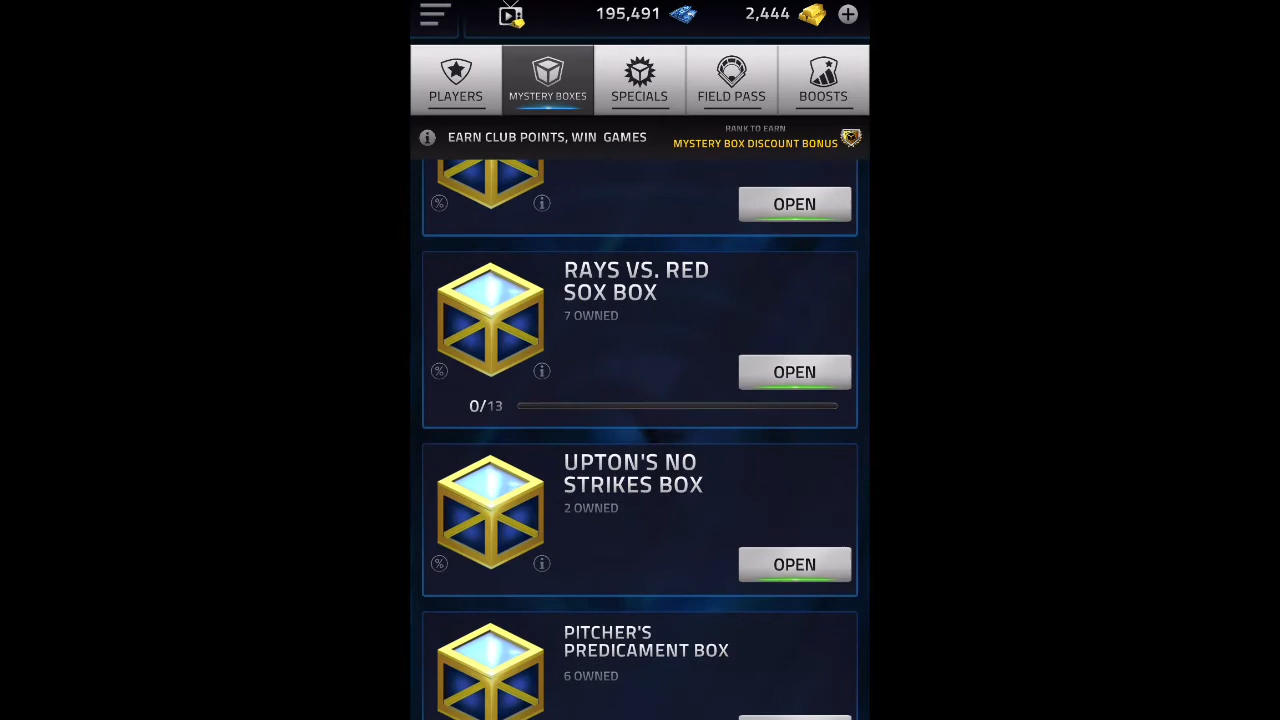 195,491
2,444
PLAYERS
MYSTERY BOXES
SPECIALS
FIELD PASS
BOOSTS
EARN CLUB POINTS, WIN GAMES
RANK TO EARN
MYSTERY BOX DISCOUNT BONUS
% i
OPEN
RAYS VS. RED
SOX BOX
7 OWNED
% i
OPEN
0/13
UPTON'S NO
STRIKES BOX
2 OWNED
% i
OPEN
PITCHER'S
PREDICAMENT BOX
6 OWNED